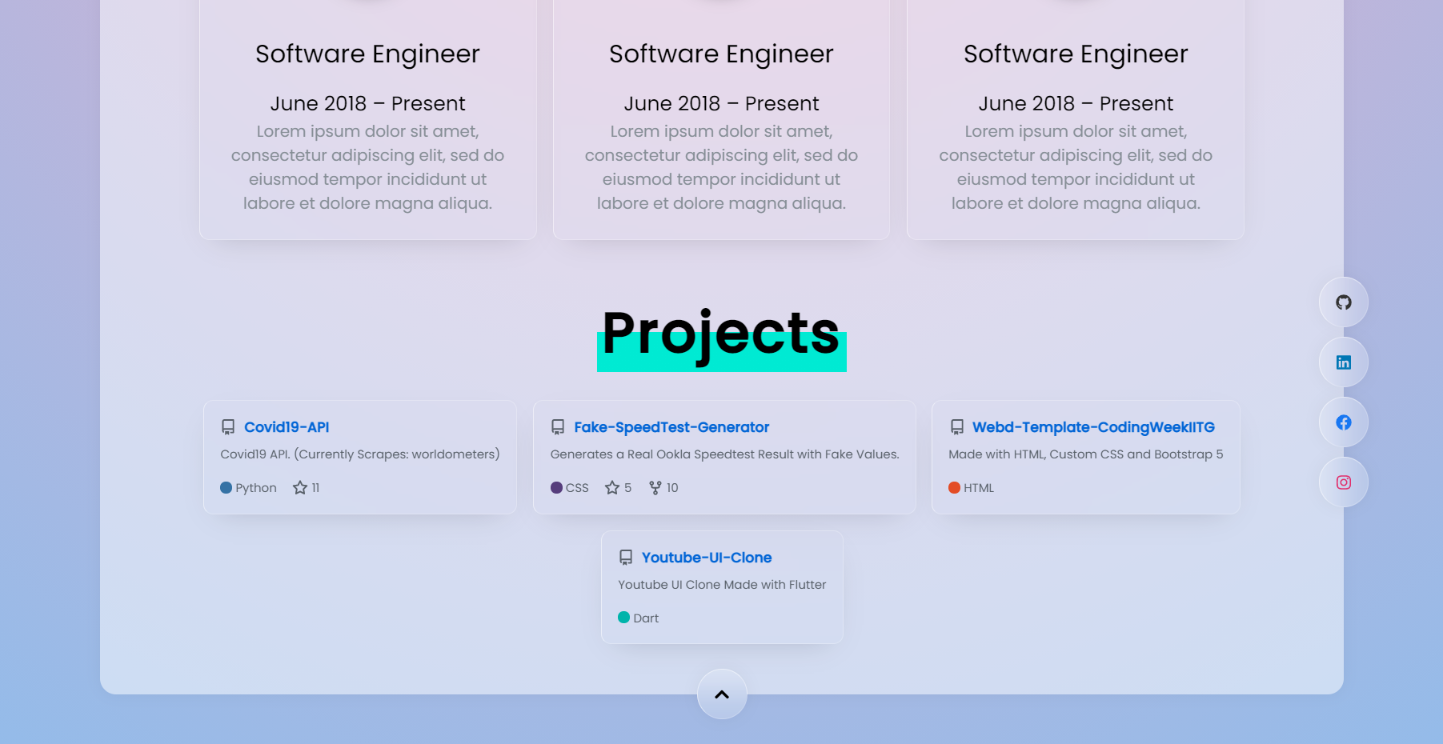 Software Engineer
June 2018 – Present
Lorem ipsum dolor sit amet,
consectetur adipiscing elit, sed do
eiusmod tempor incididunt ut
labore et dolore magna aliqua.
Software Engineer
June 2018 – Present
Lorem ipsum dolor sit amet,
consectetur adipiscing elit, sed do
eiusmod tempor incididunt ut
labore et dolore magna aliqua.
Software Engineer
June 2018 – Present
Lorem ipsum dolor sit amet,
consectetur adipiscing elit, sed do
eiusmod tempor incididunt ut
labore et dolore magna aliqua.
Projects
Covid19-API
Covid19 API. (Currently Scrapes: worldometers)
Python 11
Fake-SpeedTest-Generator
Generates a Real Ookla Speedtest Result with Fake Values.
CSS 5 10
Webd-Template-CodingWeekIITG
Made with HTML, Custom CSS and Bootstrap 5
HTML
Youtube-UI-Clone
Youtube UI Clone Made with Flutter
Dart
in